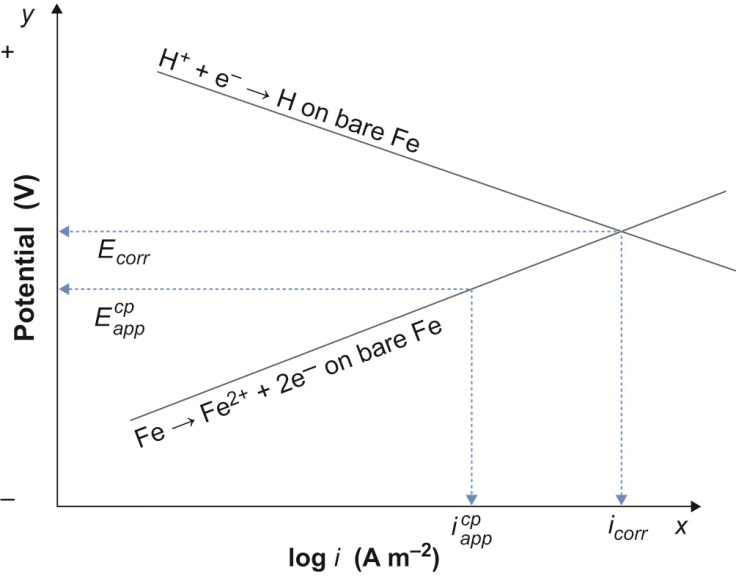 y
+
H⁺ + e⁻ → H on bare Fe
Potential (V)
E_corr
E_app^cp
Fe → Fe²⁺ + 2e⁻ on bare Fe
–
i_app^cp
i_corr
x
log i (A m⁻²)